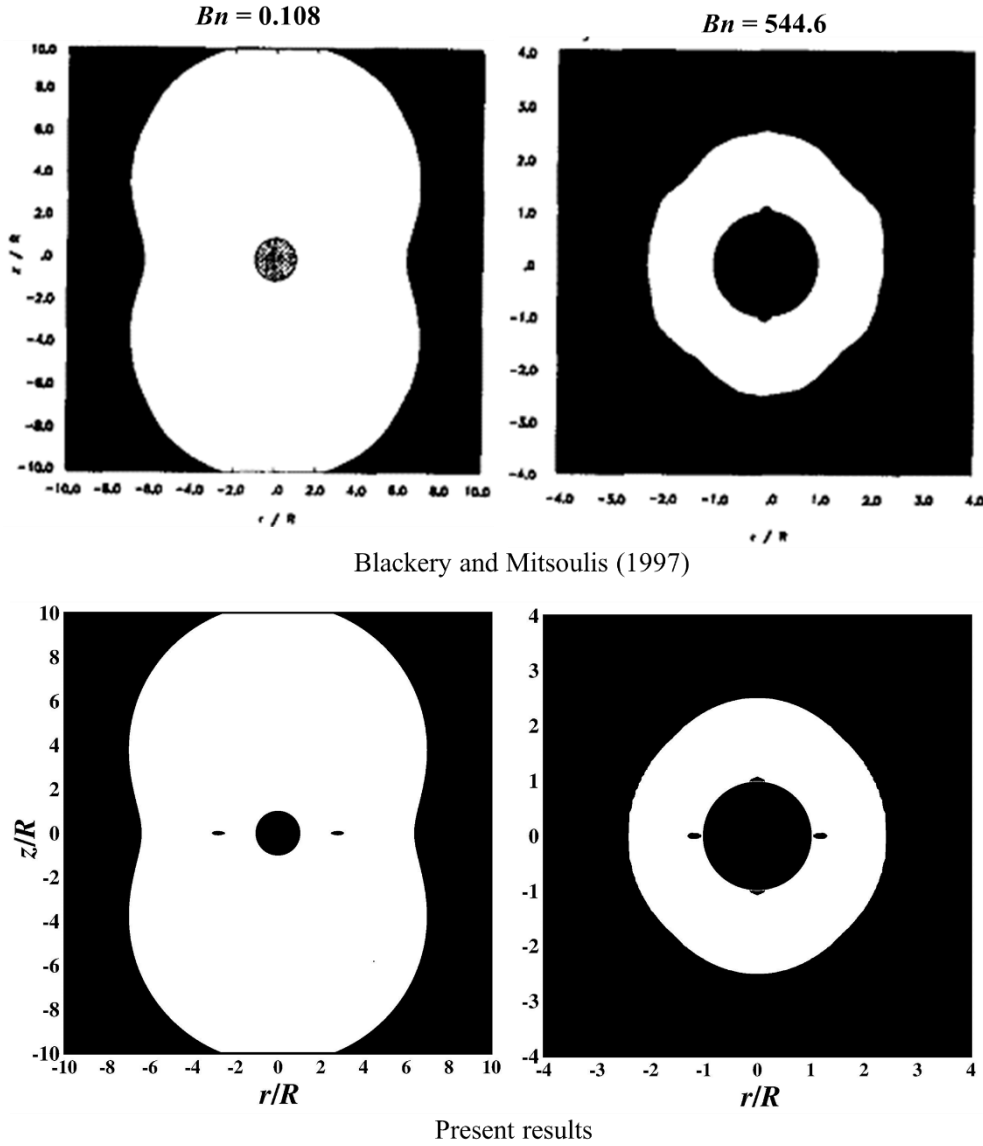 Bn = 0.108
Bn = 544.6
10.0
8.0
6.0
4.0
2.0
.0
-2.0
-4.0
-6.0
-8.0
-10.0
z / R
-10.0 -8.0 -6.0 -4.0 -2.0 .0 2.0 4.0 6.0 8.0 10.0
r / R
4.0
3.0
2.0
1.0
.0
-1.0
-2.0
-3.0
-4.0
-4.0 -3.0 -2.0 -1.0 .0 1.0 2.0 3.0 4.0
r / R
Blackery and Mitsoulis (1997)
10
8
6
4
2
0
-2
-4
-6
-8
-10
z/R
-10 -8 -6 -4 -2 0 2 4 6 8 10
r/R
4
3
2
1
0
-1
-2
-3
-4
-4 -3 -2 -1 0 1 2 3 4
r/R
Present results